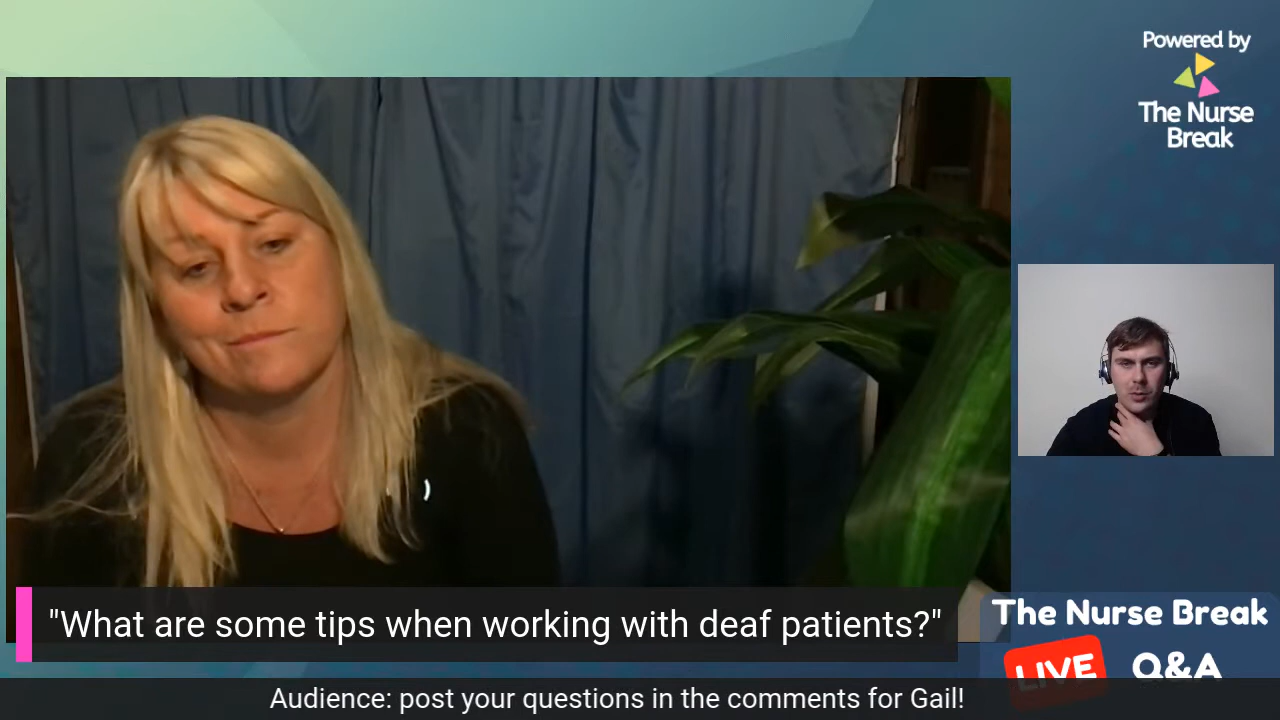 Powered by
The Nurse
Break
"What are some tips when working with deaf patients?"
The Nurse Break
LIVE Q&A
Audience: post your questions in the comments for Gail!